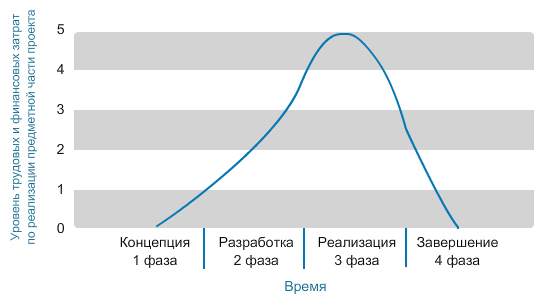 Уровень трудовых и финансовых затрат
по реализации предметной части проекта
5
4
3
2
1
0
Концепция
1 фаза
Разработка
2 фаза
Реализация
3 фаза
Завершение
4 фаза
Время